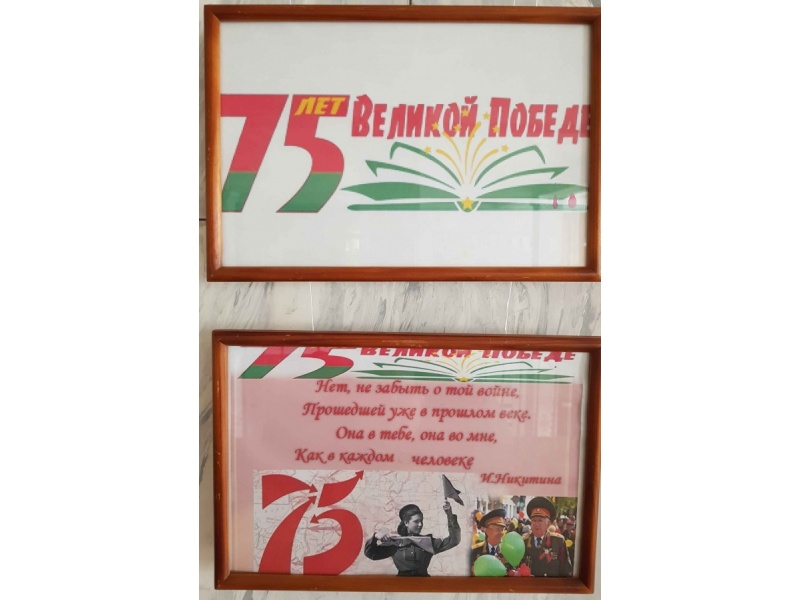 75 ЛЕТ ВЕЛИКОЙ ПОБЕДЕ
75 ВЕЛИКОЙ ПОБЕДЕ
Нет, не забыть о той войне,
Прошедшей уже в прошлом веке.
Она в тебе, она во мне,
Как в каждом человеке
И.Никитина
75